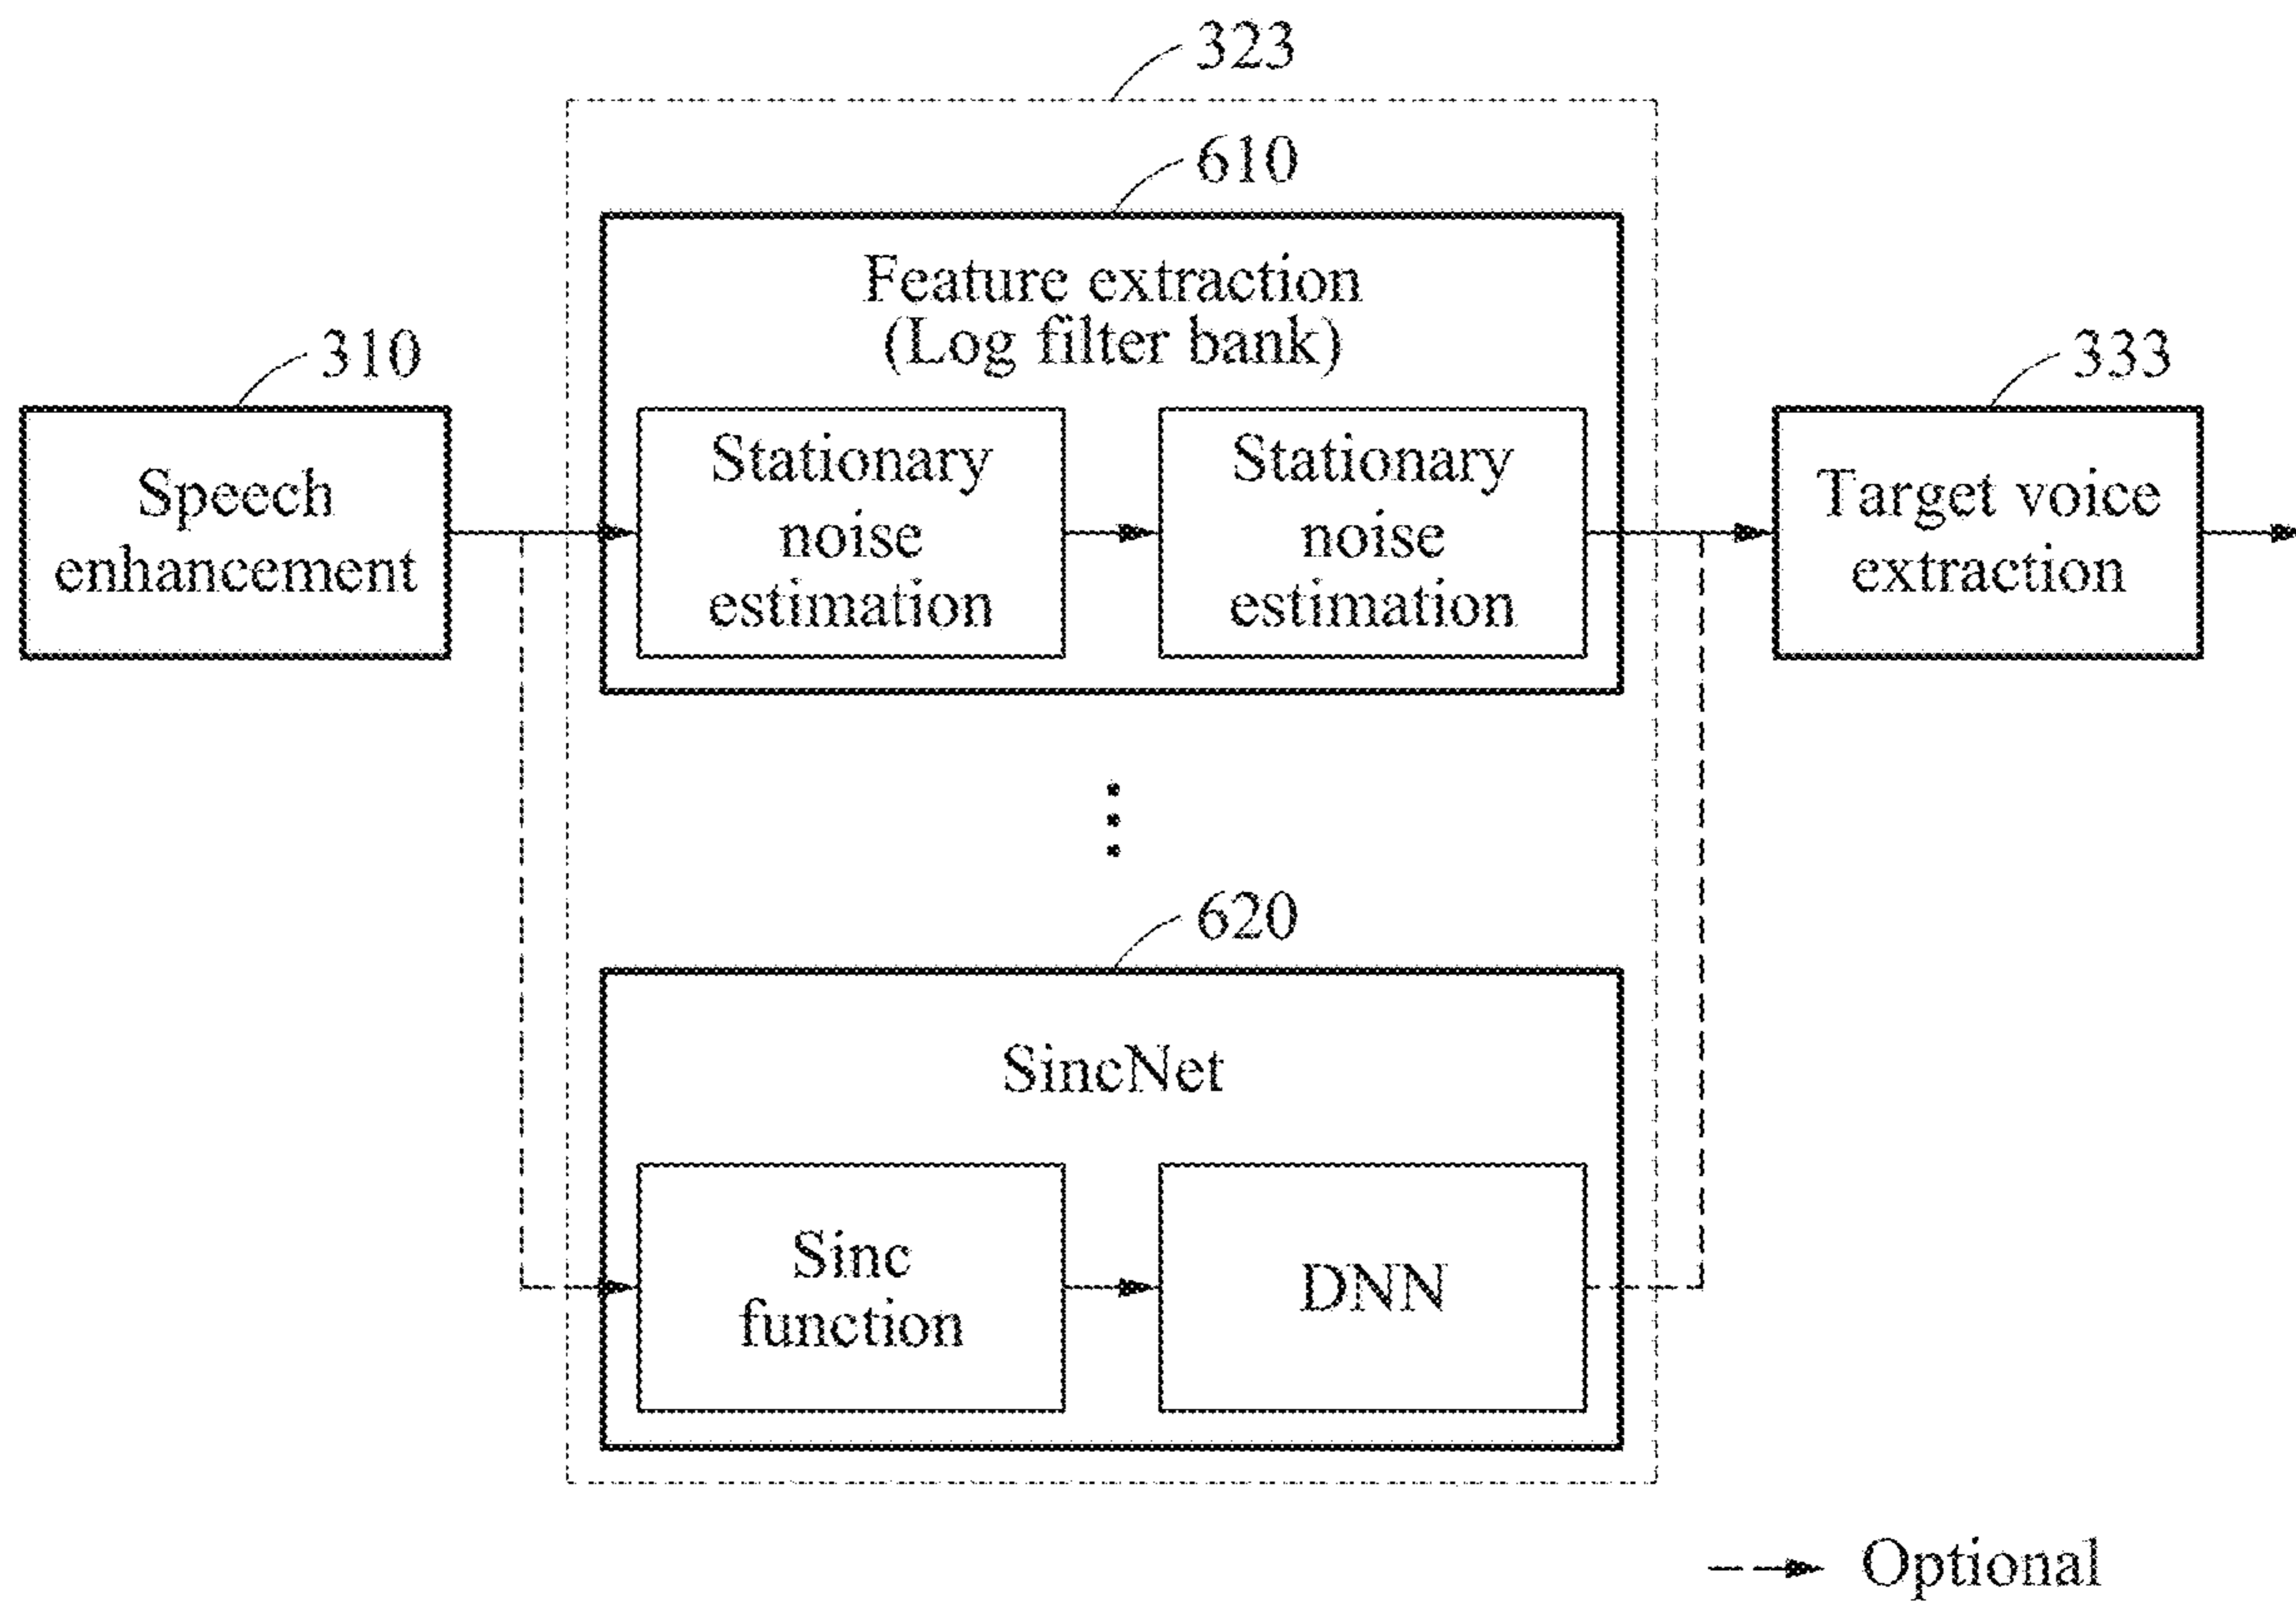 323
610
Feature extraction
(Log filter bank)
310
333
Speech
enhancement
Stationary
noise
estimation
Stationary
noise
estimation
Target voice
extraction
620
SincNet
Sinc
function
DNN
Optional